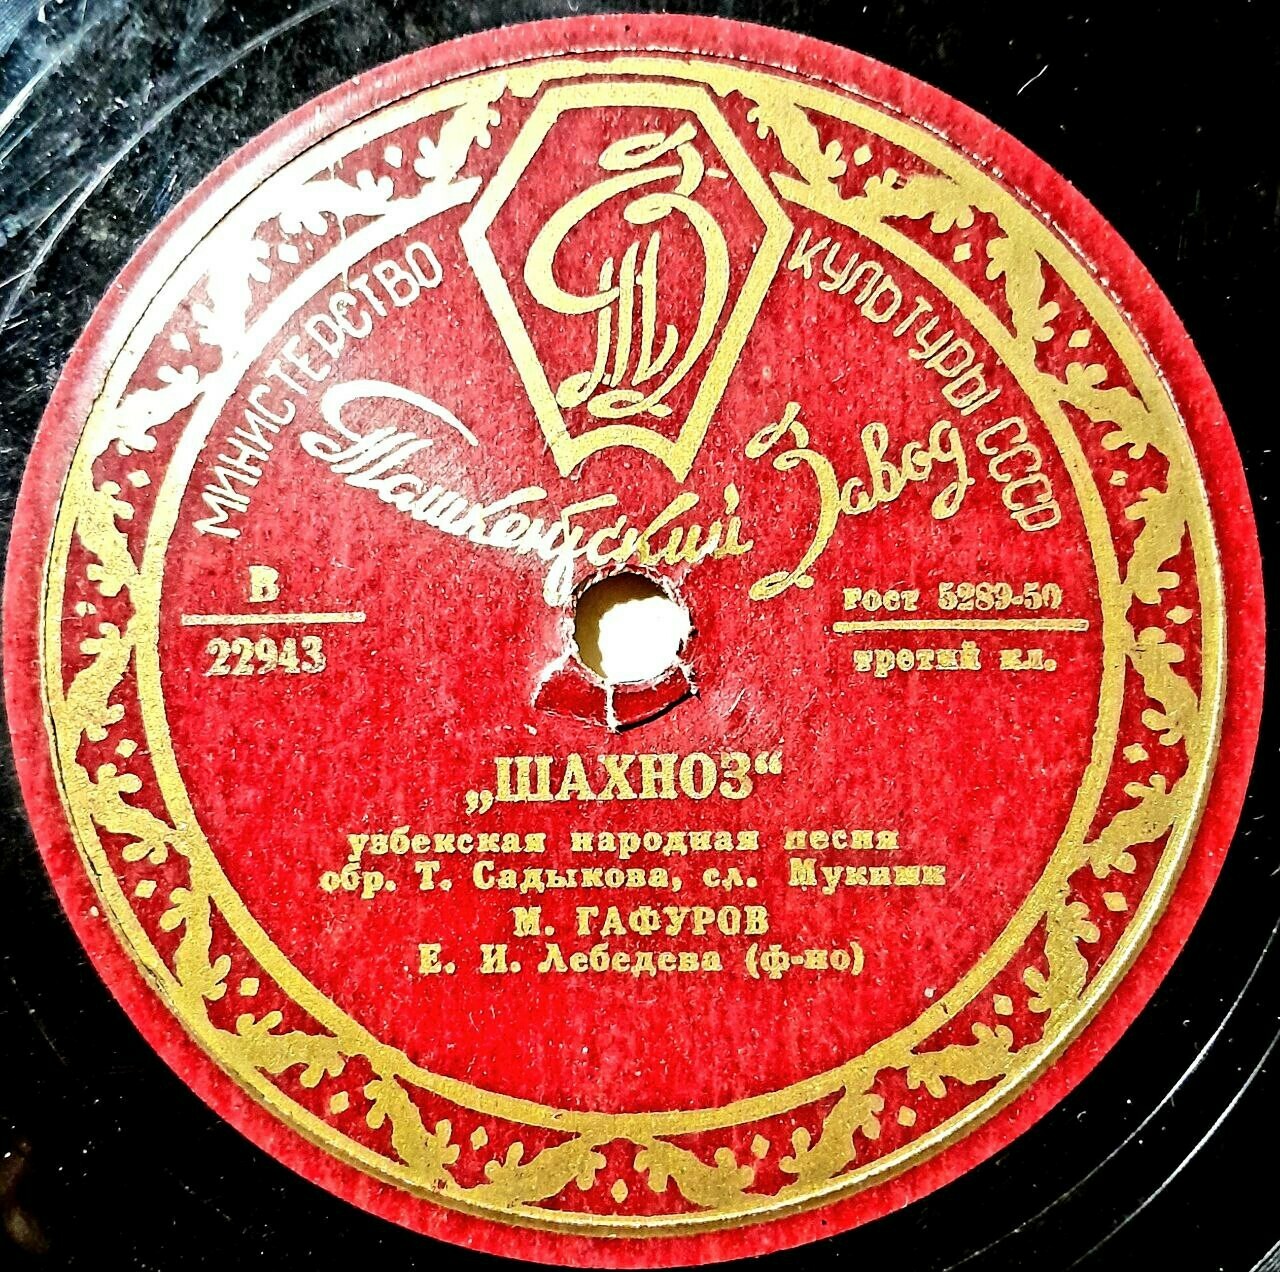 МИНИСТЕРСТВО КУЛЬТУРЫ СССР
Ташкентский Завод
В
22943
ГОСТ 5289-50
третий кл.
„ШАХНОЗ“
узбекская народная песня
обр. Т. Садыкова, сл. Мукими
М. ГАФУРОВ
Е. И. Лебедева (ф-но)